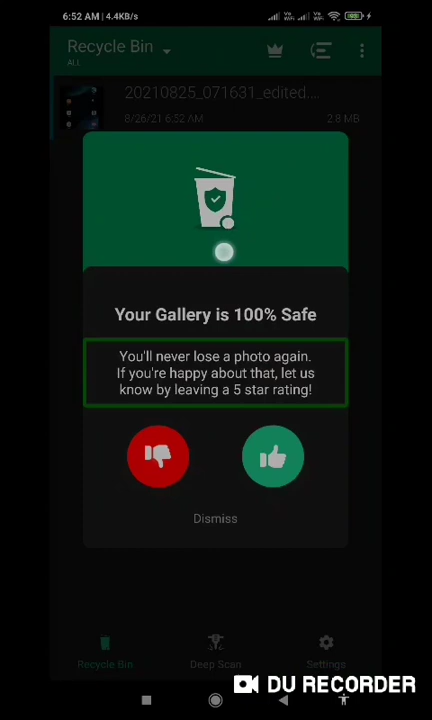 6:52 AM | 4.4KB/s
Recycle Bin
ALL
20210825_071631_edited....
8/26/21 6:52 AM
2.8 MB
Your Gallery is 100% Safe
You'll never lose a photo again.
If you're happy about that, let us
know by leaving a 5 star rating!
Dismiss
Recycle Bin
Deep Scan
Settings
DU RECORDER